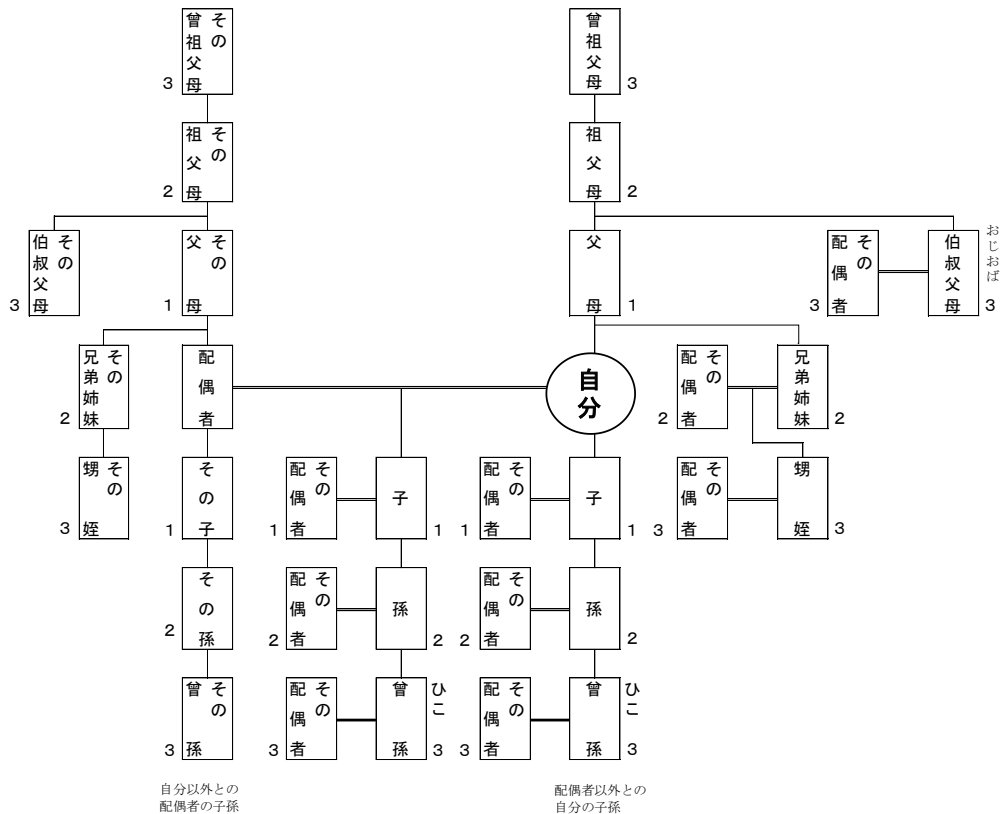 その曾祖父母
3
曾祖父母
3
その祖父母
2
祖父母
2
その伯叔父母
3
その父母
1
父母
1
その配偶者
3
伯叔父母
おじおば
3
その兄弟姉妹
2
配偶者
自分
その配偶者
2
兄弟姉妹
2
その甥姪
3
その子
1
その配偶者
1
子
1
その配偶者
1
子
1
その配偶者
3
甥姪
3
その孫
2
その配偶者
2
孫
2
その配偶者
2
孫
2
その曾孫
3
その配偶者
3
曾孫
ひこ
3
その配偶者
3
曾孫
ひこ
3
自分以外との
配偶者の子孫
配偶者以外との
自分の子孫